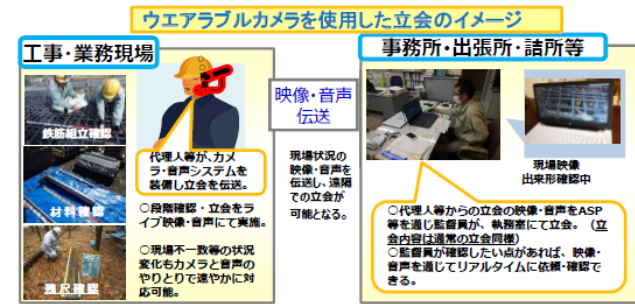 ウエアラブルカメラを使用した立会のイメージ
工事・業務現場
鉄筋組立確認
材料確認
残尺確認
代理人等が、カメ
ラ・音声システムを
装備し立会を伝送。
○段階確認・立会をラ
イブ映像・音声にて実施。
○現場不一致等の状況
変化もカメラと音声の
やりとりで速やかに対
応可能。
映像・音声
伝送
現場状況の
映像・音声を
伝送し、遠隔
での立会が
可能となる。
事務所・出張所・詰所等
現場映像
出来形確認中
○代理人等からの立会の映像・音声をASP
等を通じ監督員が、執務室にて立会。（立
会内容は通常の立会同様）
○監督員が確認したい点があれば、映像・
音声を通じてリアルタイムに依頼・確認で
きる。